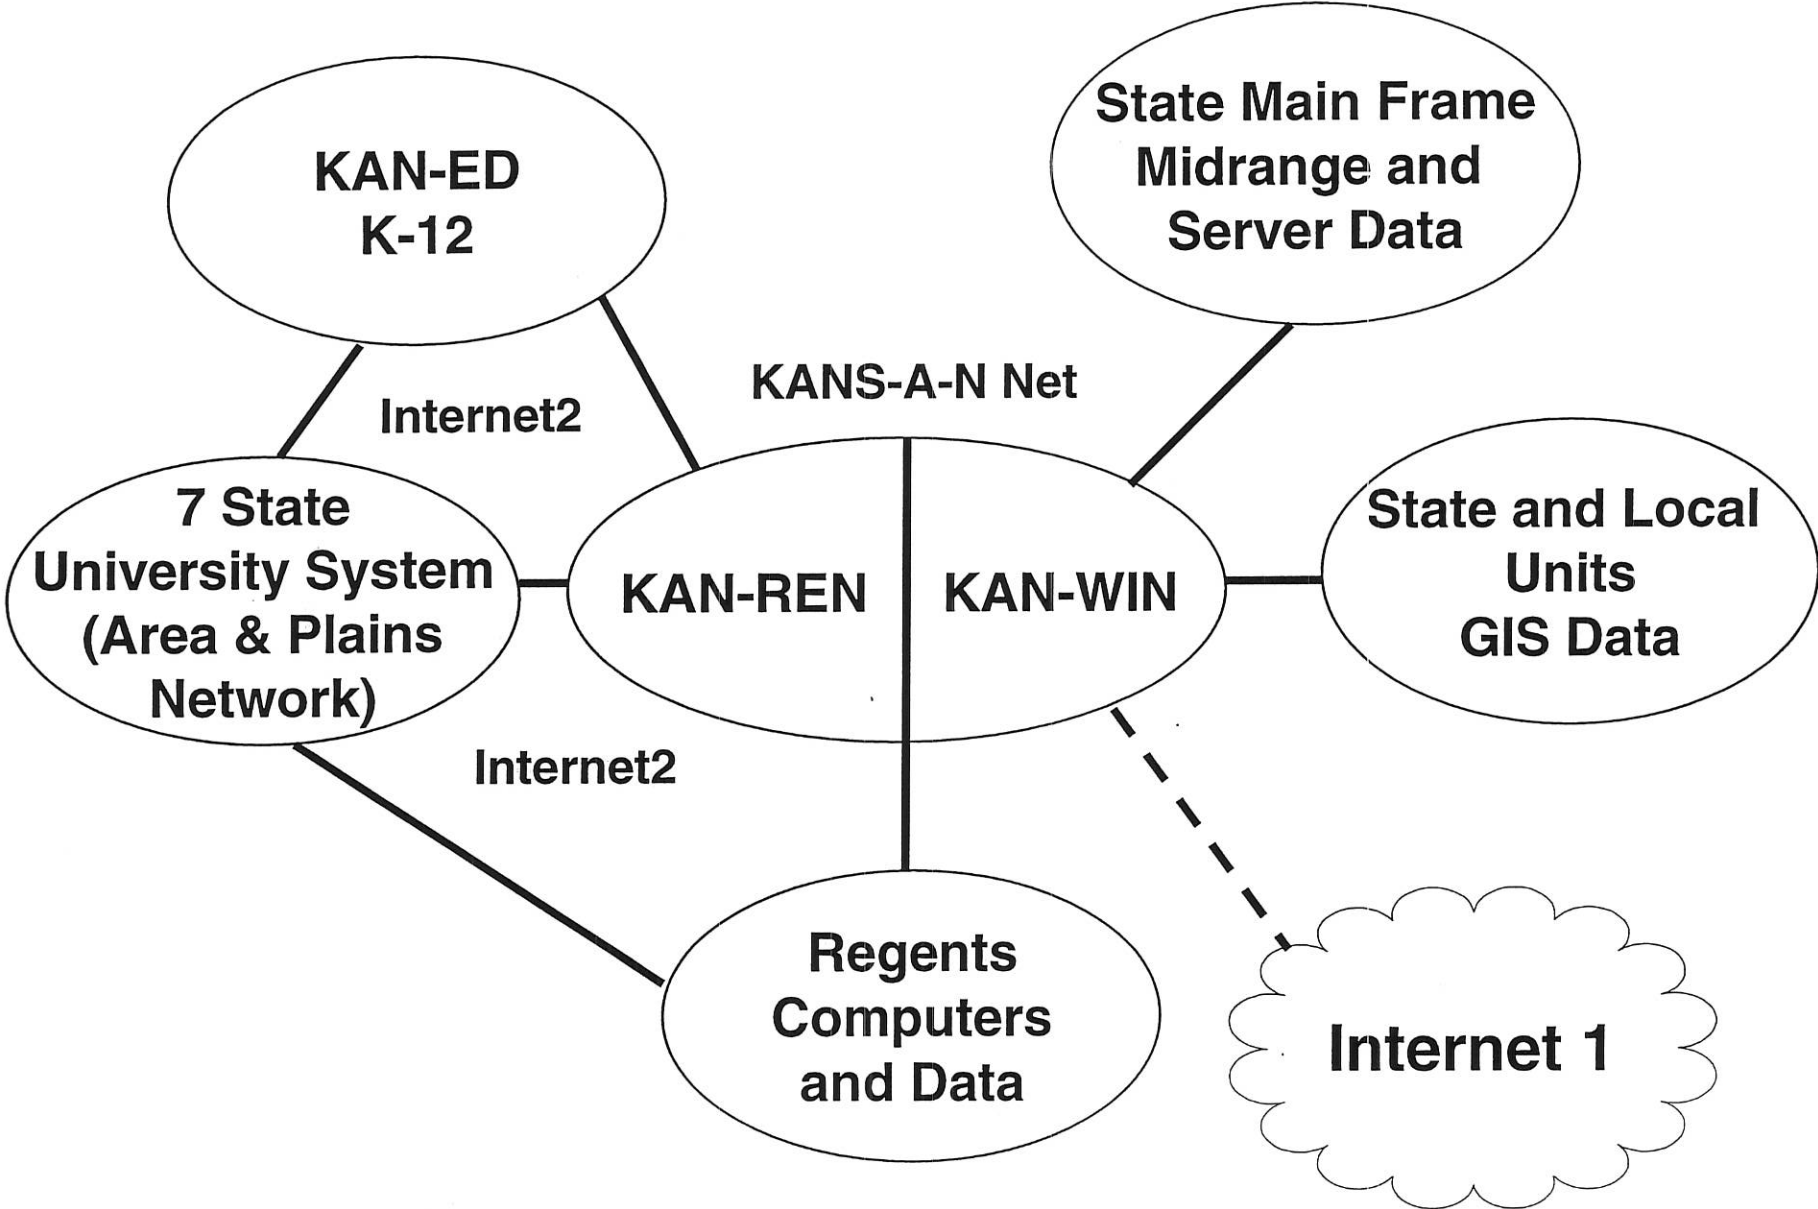 KAN-ED
K-12
State Main Frame
Midrange and
Server Data
KANS-A-N Net
Internet2
7 State
University System
(Area & Plains
Network)
KAN-REN
KAN-WIN
State and Local
Units
GIS Data
Internet2
Regents
Computers
and Data
Internet 1